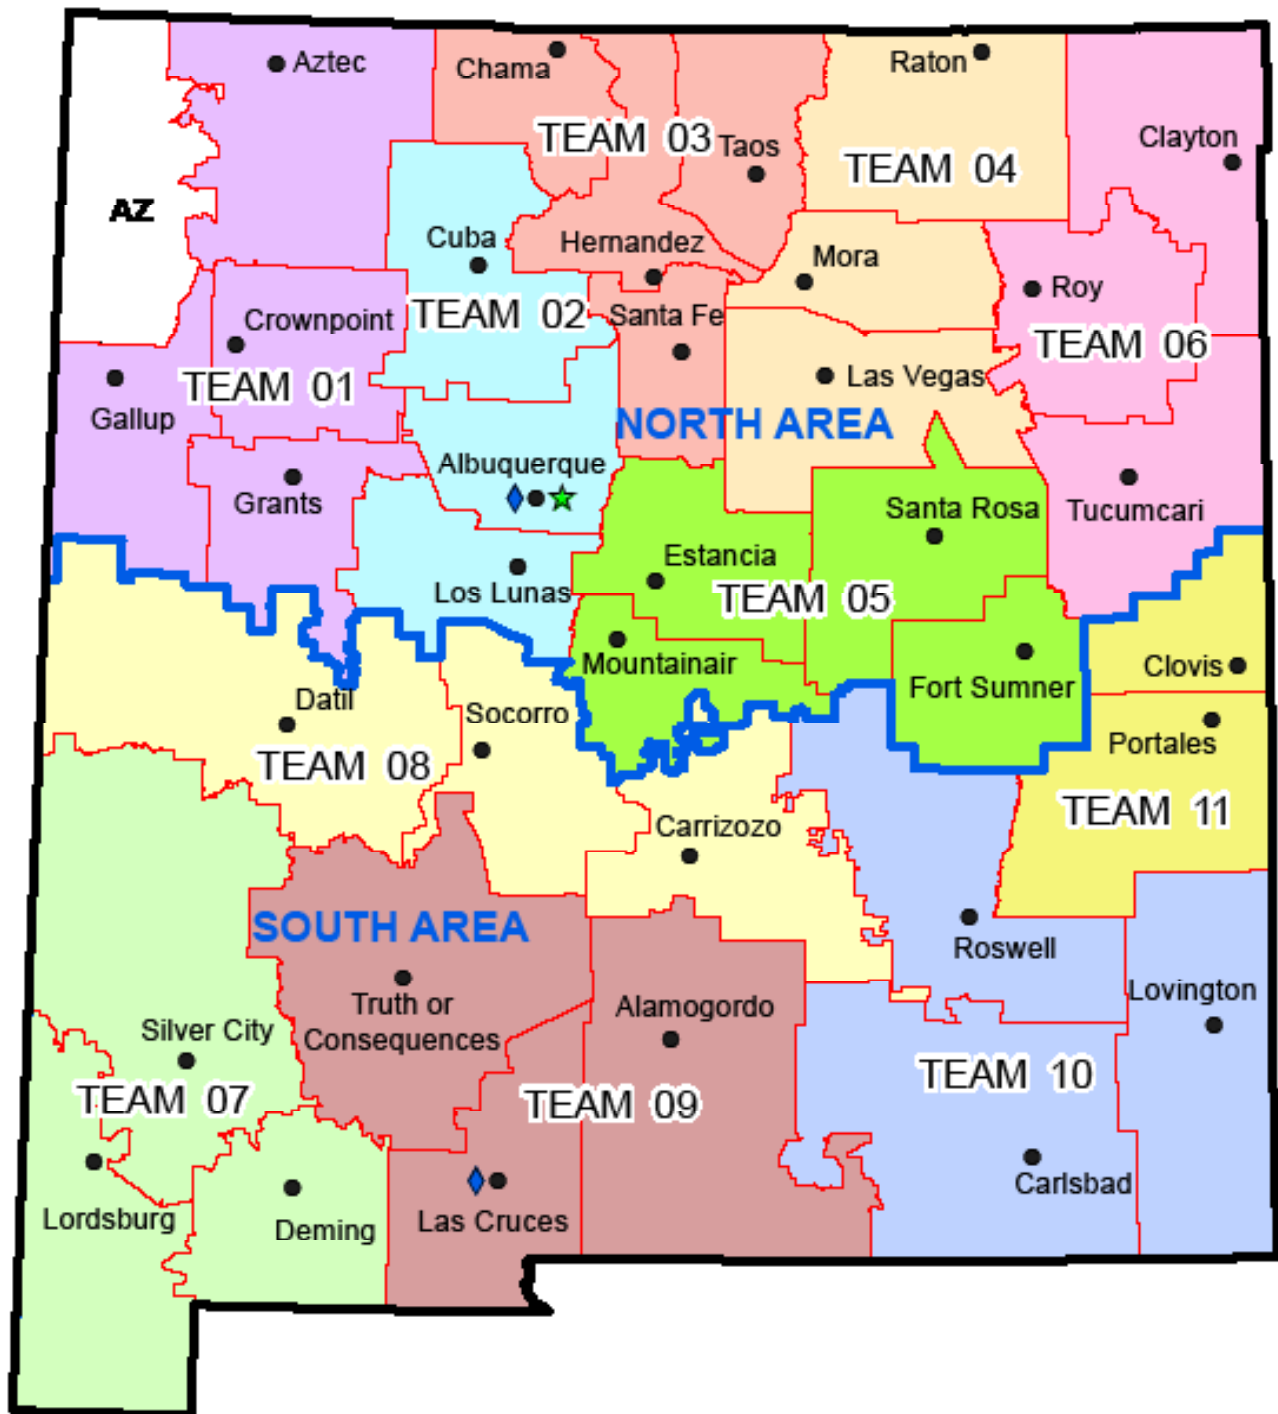 Aztec
Chama
Raton
TEAM 03
Taos
Clayton
TEAM 04
AZ
Cuba
Hernandez
Mora
Roy
Crownpoint
TEAM 02
Santa Fe
TEAM 06
TEAM 01
Las Vegas
Gallup
NORTH AREA
Albuquerque
Grants
Santa Rosa
Tucumcari
Estancia
Los Lunas
TEAM 05
Mountainair
Clovis
Fort Sumner
Datil
Socorro
Portales
TEAM 08
TEAM 11
Carrizozo
SOUTH AREA
Roswell
Truth or
Consequences
Alamogordo
Lovington
Silver City
TEAM 10
TEAM 07
TEAM 09
Carlsbad
Lordsburg
Deming
Las Cruces